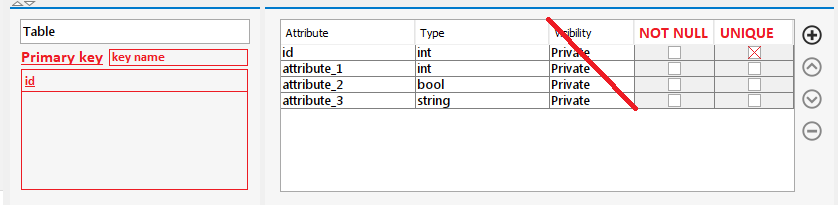 Table
Primary key key name
id
Attribute Type Visibility NOT NULL UNIQUE
id int Private
attribute_1 int Private
attribute_2 bool Private
attribute_3 string Private